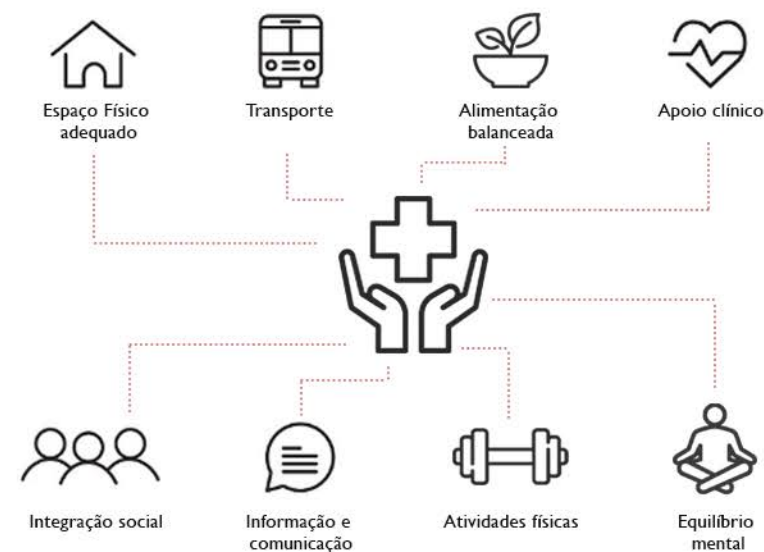 Espaço Físico
adequado
Transporte
Alimentação
balanceada
Apoio clínico
Integração social
Informação e
comunicação
Atividades físicas
Equilíbrio
mental